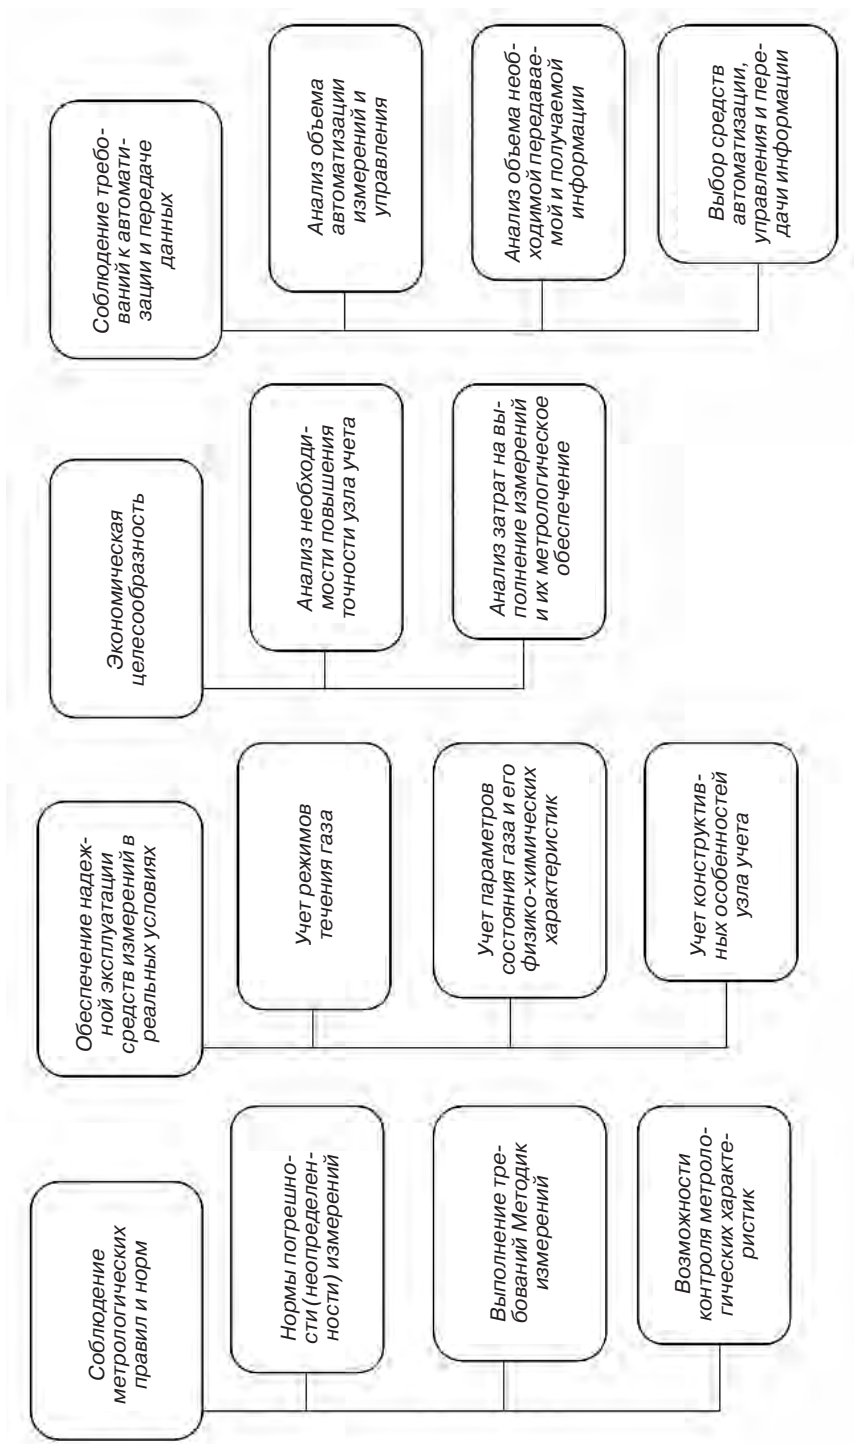 Соблюдение
метрологических
правил и норм
Нормы погрешно-
сти (неопределен-
ности) измерений
Выполнение тре-
бований Методик
измерений
Возможности
контроля метроло-
гических характе-
ристик
Обеспечение надеж-
ной эксплуатации
средств измерений в
реальных условиях
Учет режимов
течения газа
Учет параметров
состояния газа и его
физико-химических
характеристик
Учет конструктив-
ных особенностей
узла учета
Экономическая
целесообразность
Анализ необходи-
мости повышения
точности узла учета
Анализ затрат на вы-
полнение измерений
и их метрологическое
обеспечение
Соблюдение требо-
ваний к автомати-
зации и передаче
данных
Анализ объема
автоматизации
измерений и
управления
Анализ объема необ-
ходимой передавае-
мой и получаемой
информации
Выбор средств
автоматизации,
управления и пере-
дачи информации